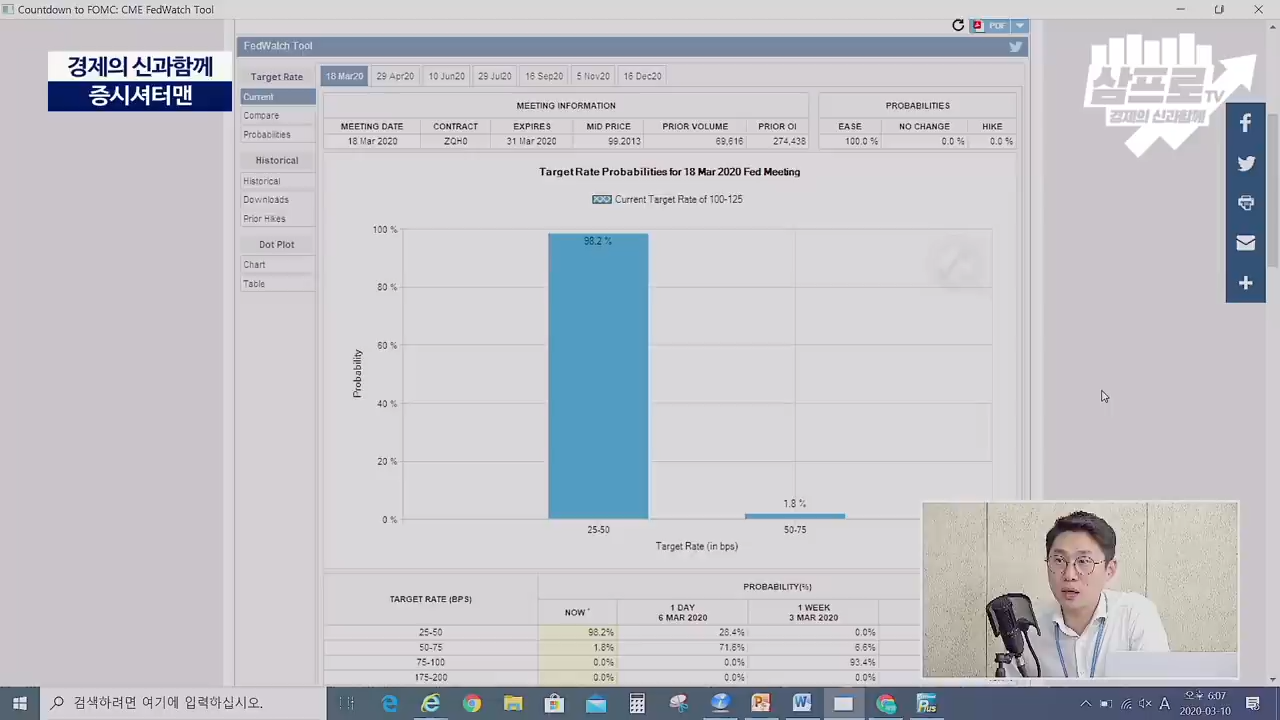 Countdown to FOMC: CME FedWatch Tool
PDF
FedWatch Tool
경제의 신과함께
증시셔터맨
삼프로TV
경제의 신과함께
Target Rate
Current
Compare
Probabilities
Historical
Historical
Downloads
Prior Hikes
Dot Plot
Chart
Table
18 Mar20 29 Apr20 10 Jun20 29 Jul20 16 Sep20 5 Nov20 16 Dec20
MEETING INFORMATION PROBABILITIES
MEETING DATE CONTRACT EXPIRES MID PRICE PRIOR VOLUME PRIOR OI EASE NO CHANGE HIKE
18 Mar 2020 ZQH0 31 Mar 2020 99.2013 69,616 274,438 100.0 % 0.0 % 0.0 %
Target Rate Probabilities for 18 Mar 2020 Fed Meeting
Current Target Rate of 100-125
100 %
80 %
60 %
40 %
20 %
0 %
Probability
98.2 %
1.8 %
25-50 50-75
Target Rate (in bps)
TARGET RATE (BPS) PROBABILITY(%)
NOW * 1 DAY 6 MAR 2020 1 WEEK 3 MAR 2020
25-50 98.2% 28.4% 0.0%
50-75 1.8% 71.6% 6.6%
75-100 0.0% 0.0% 93.4%
175-200 0.0% 0.0% 0.0%
검색하려면 여기에 입력하십시오.
A
오후 6:07
2020-03-10